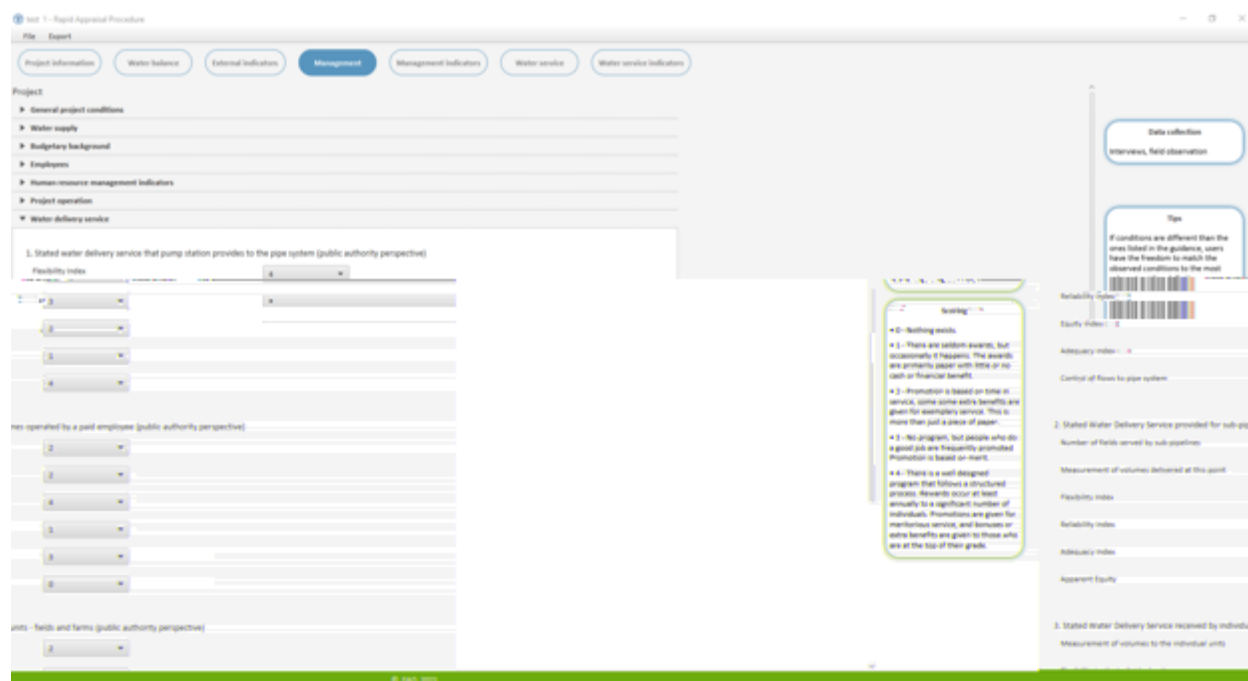 test 1 - Rapid Appraisal Procedure
File Export
Project information Water balance External indicators Management Management indicators Water service Water service indicators
Project:
General project conditions
Water supply
Budgetary background
Employees
Human resource management indicators
Project operation
Water delivery service
1. Stated water delivery service that pump station provides to the pipe system (public authority perspective)
Flexibility index 4
Data collection
Interviews, field observation
Tips
If conditions are different than the
ones listed in the guidance, users
have the freedom to match the
observed conditions to the most
3
3
1
4
nes operated by a paid employee (public authority perspective)
2
2
4
1
3
0
units - fields and farms (public authority perspective)
2
Scoring
• 0 - Nothing exists.
• 1 - There are seldom awards, but
occasionally it happens. The awards
are primarily paper with little or no
cash or financial benefit.
• 2 - Promotion is based on time in
service, some some extra benefits are
given for exemplary service. This is
more than just a piece of paper.
• 3 - No program, but people who do
a good job are frequently promoted
Promotion is based on merit.
• 4 - There is a well designed
program that follows a structured
process. Rewards occur at least
annually to a significant number of
individuals. Promotions are given for
meritorious service, and bonuses or
extra benefits are given to those who
are at the top of their grade.
Reliability index
Equity index
Adequacy index
Control of flows to pipe system
2. Stated Water Delivery Service provided for sub-pip
Number of fields served by sub-pipelines
Measurement of volumes delivered at this point
Flexibility index
Reliability index
Adequacy index
Apparent Equity
3. Stated Water Delivery Service received by individu
Measurement of volumes to the individual units
© FAO, 2021